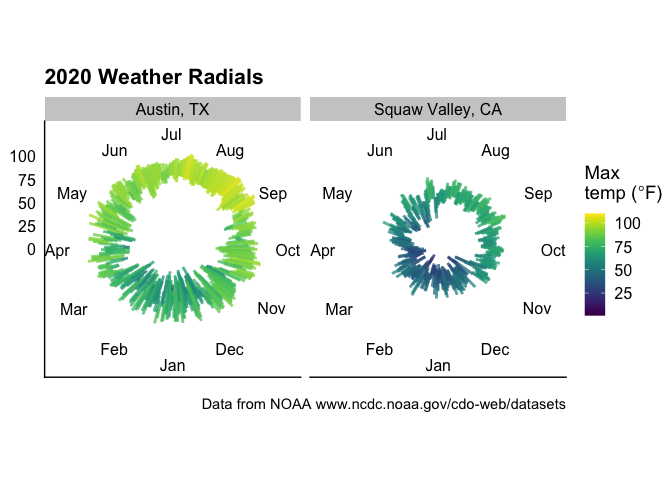 2020 Weather Radials
Austin, TX
Squaw Valley, CA
100
75
50
25
0
Jul
Jun
Aug
May
Sep
Apr
Oct
Mar
Nov
Feb
Dec
Jan
Jul
Jun
Aug
May
Sep
Apr
Oct
Mar
Nov
Feb
Dec
Jan
Max
temp (°F)
100
75
50
25
Data from NOAA www.ncdc.noaa.gov/cdo-web/datasets